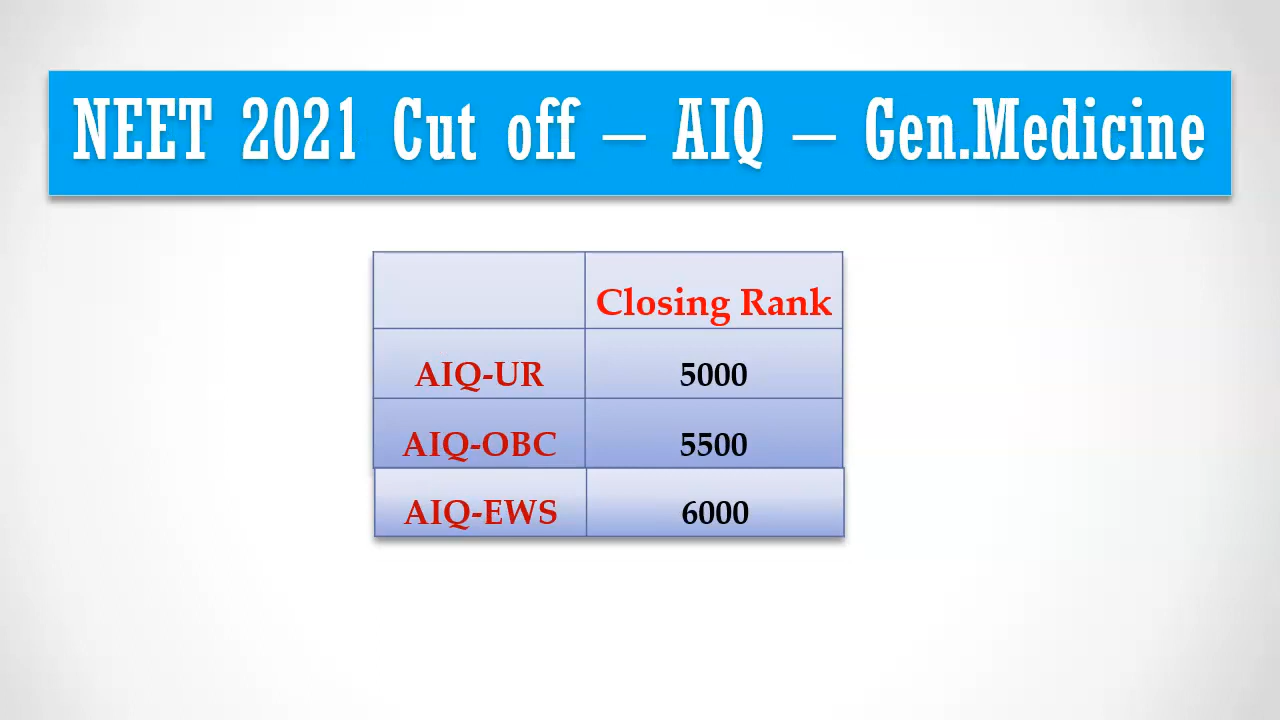 NEET 2021 Cut off – AIQ – Gen.Medicine
Closing Rank
AIQ-UR 5000
AIQ-OBC 5500
AIQ-EWS 6000